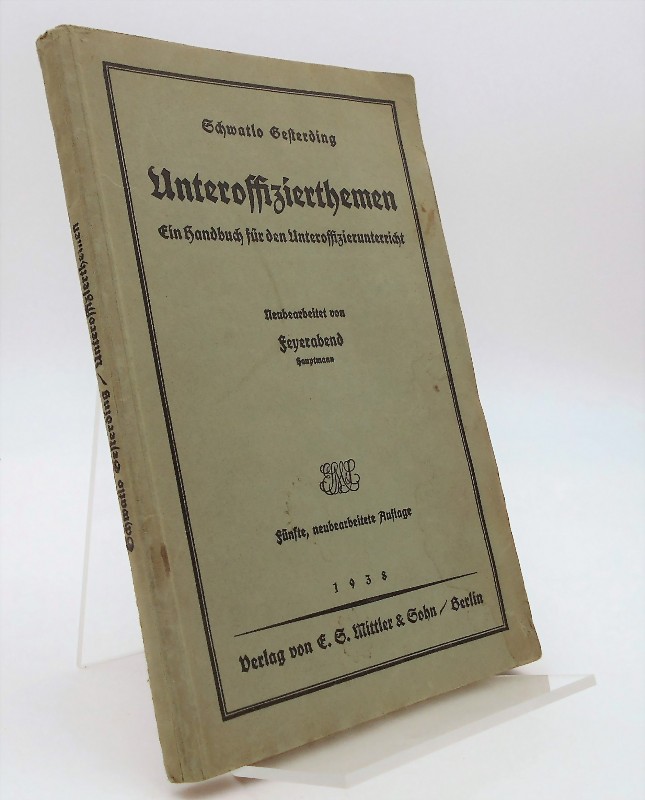 Schwatlo Gesterding
Unteroffizierthemen
Ein Handbuch für den Unteroffizierunterricht
Neubearbeitet von
Feyerabend
Hauptmann
Fünfte, neubearbeitete Auflage
1938
Verlag von E. S. Mittler & Sohn / Berlin
Schwatlo Gesterding / Unteroffizierthemen